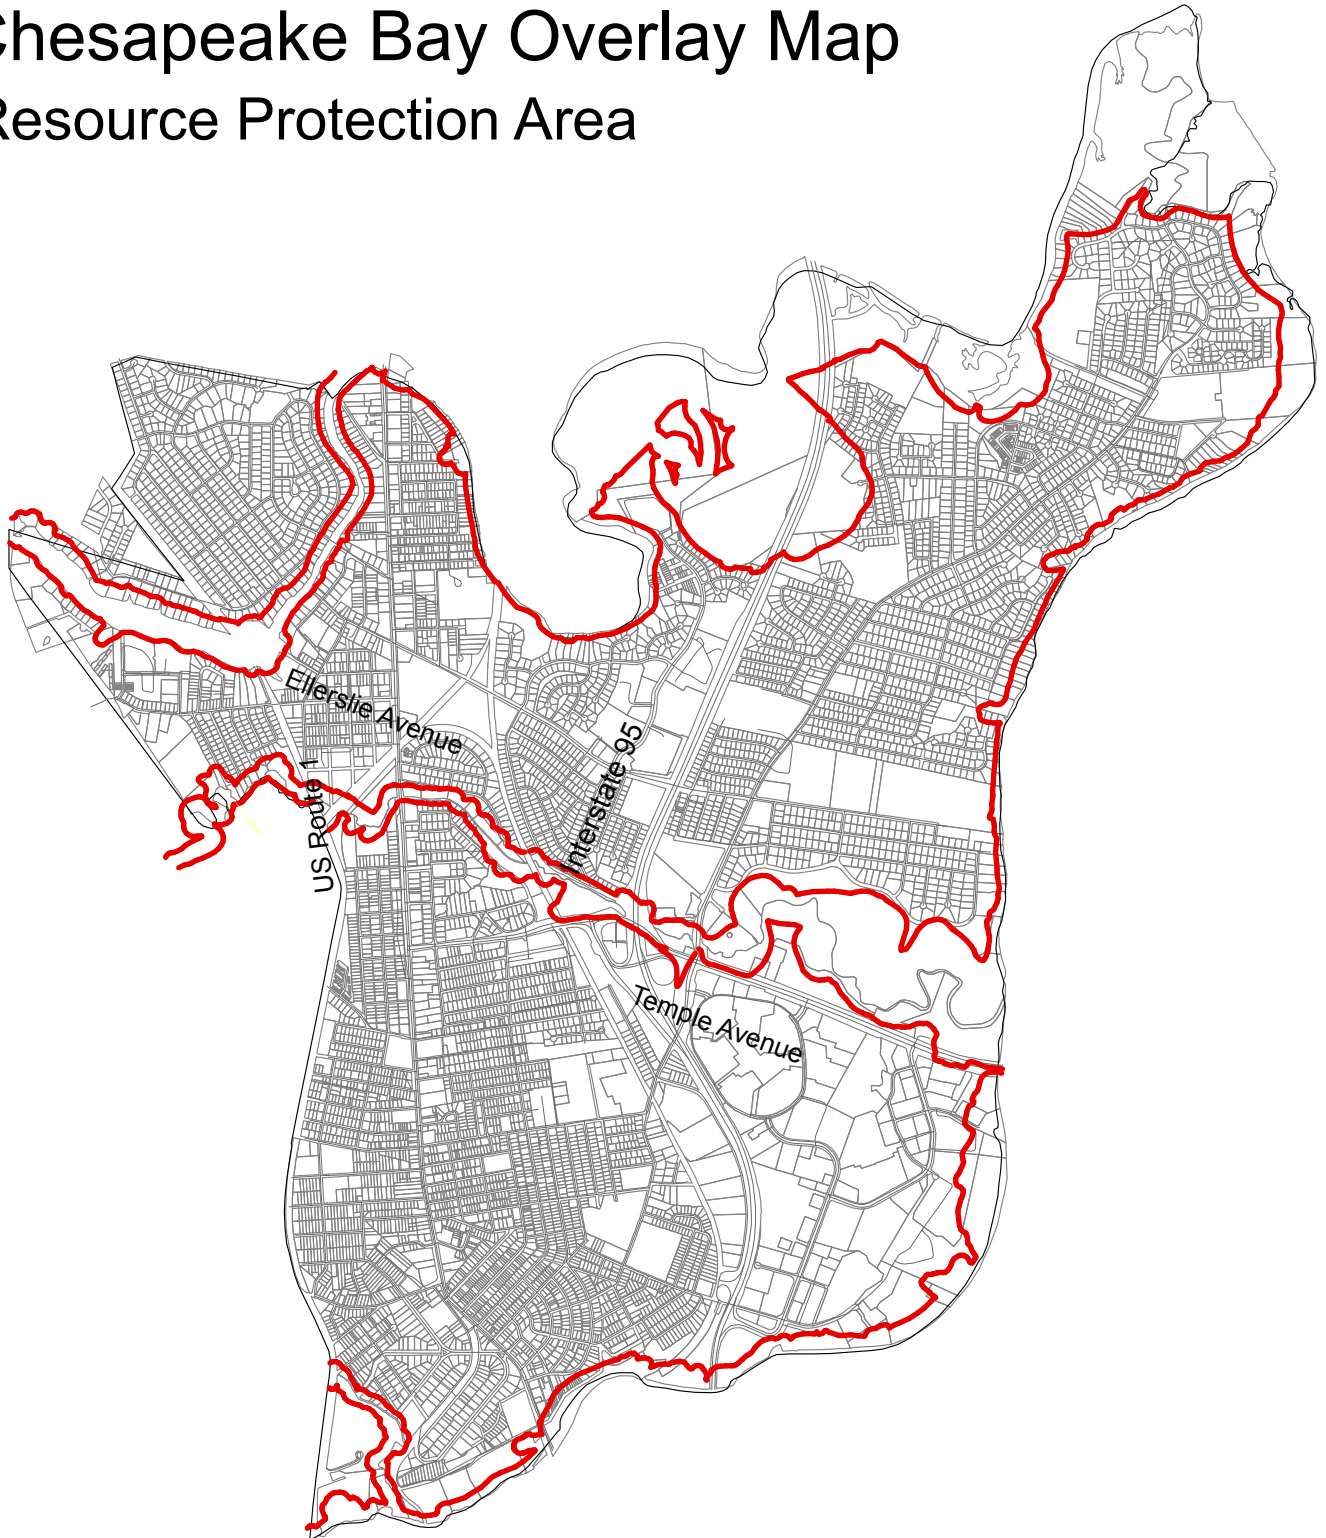 Chesapeake Bay Overlay Map
Resource Protection Area
Ellerslie Avenue
US Route 1
Interstate 95
Temple Avenue